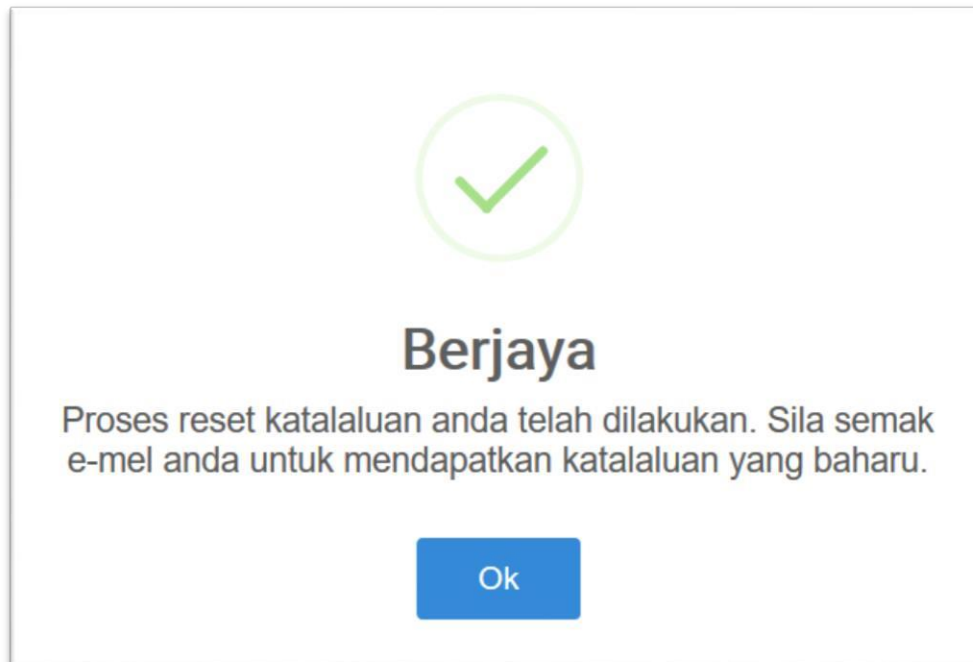 Berjaya
Proses reset katalaluan anda telah dilakukan. Sila semak
e-mel anda untuk mendapatkan katalaluan yang baharu.
Ok